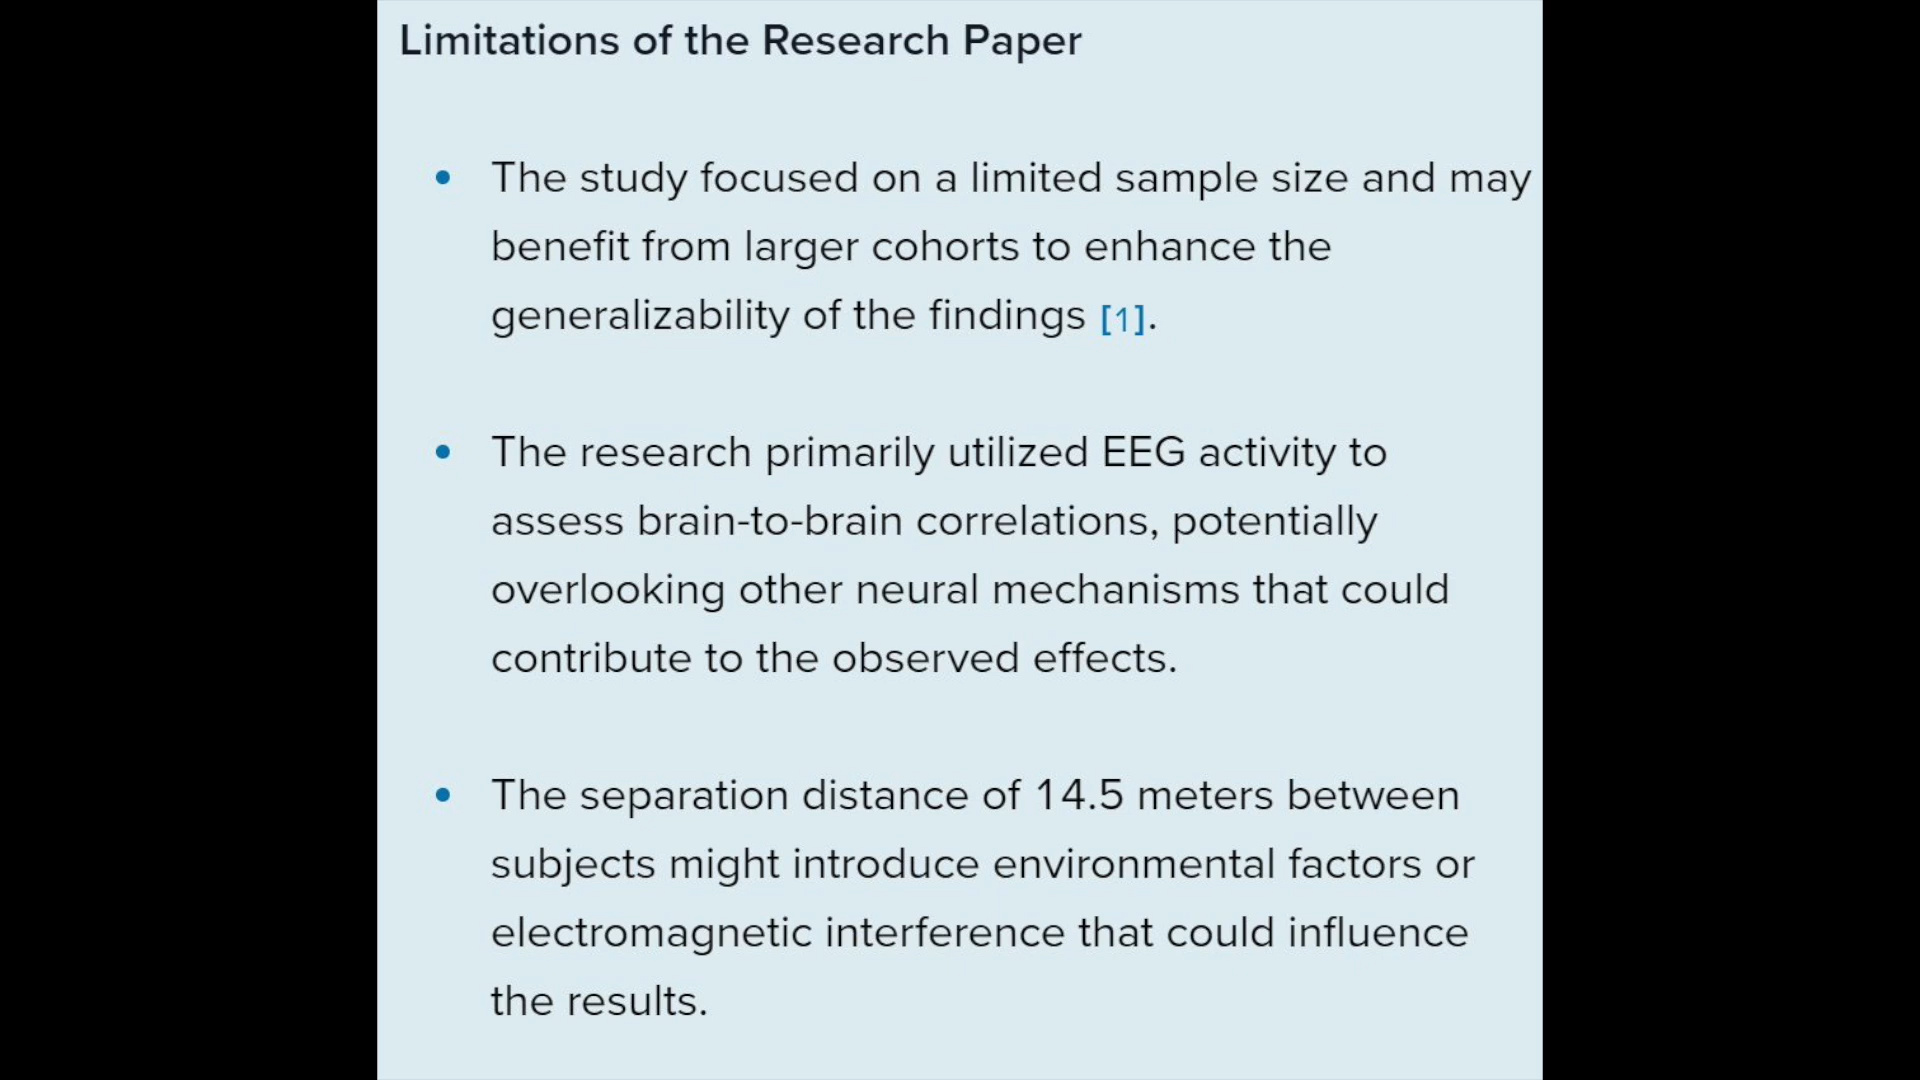 Limitations of the Research Paper
• The study focused on a limited sample size and may
benefit from larger cohorts to enhance the
generalizability of the findings [1].
• The research primarily utilized EEG activity to
assess brain-to-brain correlations, potentially
overlooking other neural mechanisms that could
contribute to the observed effects.
• The separation distance of 14.5 meters between
subjects might introduce environmental factors or
electromagnetic interference that could influence
the results.